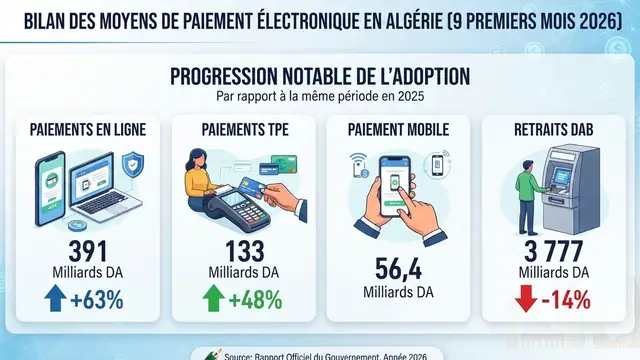 BILAN DES MOYENS DE PAIEMENT ÉLECTRONIQUE EN ALGÉRIE (9 PREMIERS MOIS 2026)
PROGRESSION NOTABLE DE L'ADOPTION
Par rapport à la même période en 2025
PAIEMENTS EN LIGNE
391
Milliards DA
+63%
PAIEMENTS TPE
133
Milliards DA
+48%
PAIEMENT MOBILE
56,4
Milliards DA
RETRAITS DAB
3 777
Milliards DA
-14%
Source: Rapport Officiel du Gouvernement, Année 2026